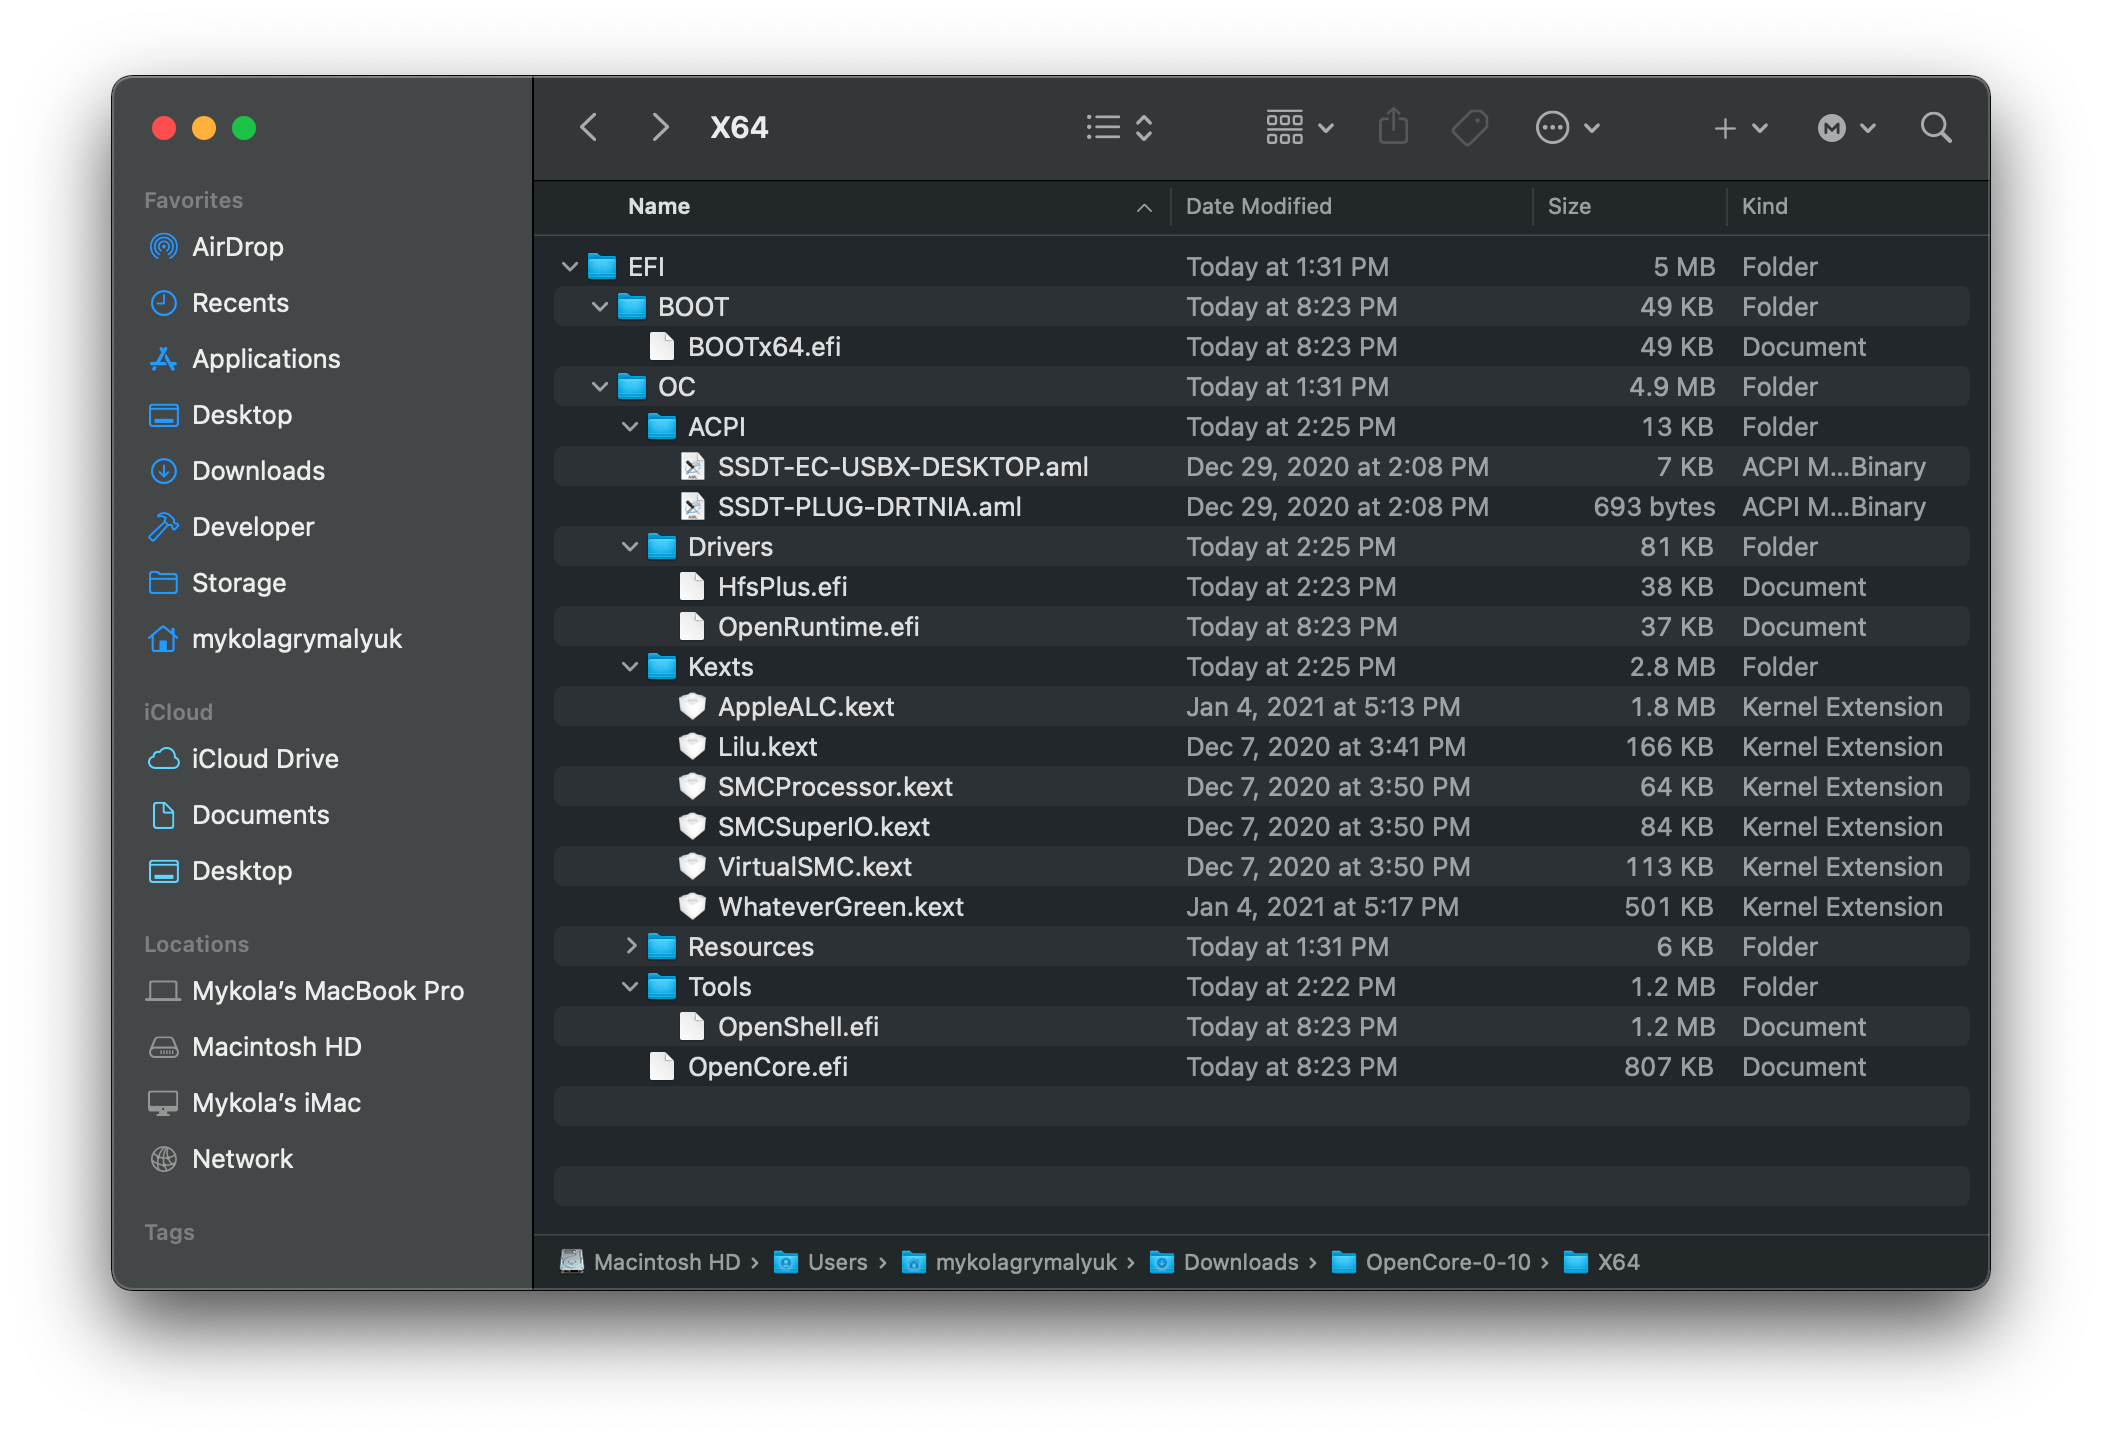 X64
M
Favorites
AirDrop
Recents
Applications
Desktop
Downloads
Developer
Storage
mykolagrymalyuk
iCloud
iCloud Drive
Documents
Desktop
Locations
Mykola’s MacBook Pro
Macintosh HD
Mykola’s iMac
Network
Tags
Name Date Modified Size Kind
EFI Today at 1:31 PM 5 MB Folder
BOOT Today at 8:23 PM 49 KB Folder
BOOTx64.efi Today at 8:23 PM 49 KB Document
OC Today at 1:31 PM 4.9 MB Folder
ACPI Today at 2:25 PM 13 KB Folder
SSDT-EC-USBX-DESKTOP.aml Dec 29, 2020 at 2:08 PM 7 KB ACPI M...Binary
SSDT-PLUG-DRTNIA.aml Dec 29, 2020 at 2:08 PM 693 bytes ACPI M...Binary
Drivers Today at 2:25 PM 81 KB Folder
HfsPlus.efi Today at 2:23 PM 38 KB Document
OpenRuntime.efi Today at 8:23 PM 37 KB Document
Kexts Today at 2:25 PM 2.8 MB Folder
AppleALC.kext Jan 4, 2021 at 5:13 PM 1.8 MB Kernel Extension
Lilu.kext Dec 7, 2020 at 3:41 PM 166 KB Kernel Extension
SMCProcessor.kext Dec 7, 2020 at 3:50 PM 64 KB Kernel Extension
SMCSuperIO.kext Dec 7, 2020 at 3:50 PM 84 KB Kernel Extension
VirtualSMC.kext Dec 7, 2020 at 3:50 PM 113 KB Kernel Extension
WhateverGreen.kext Jan 4, 2021 at 5:17 PM 501 KB Kernel Extension
Resources Today at 1:31 PM 6 KB Folder
Tools Today at 2:22 PM 1.2 MB Folder
OpenShell.efi Today at 8:23 PM 1.2 MB Document
OpenCore.efi Today at 8:23 PM 807 KB Document
Macintosh HD › Users › mykolagrymalyuk › Downloads › OpenCore-0-10 › X64